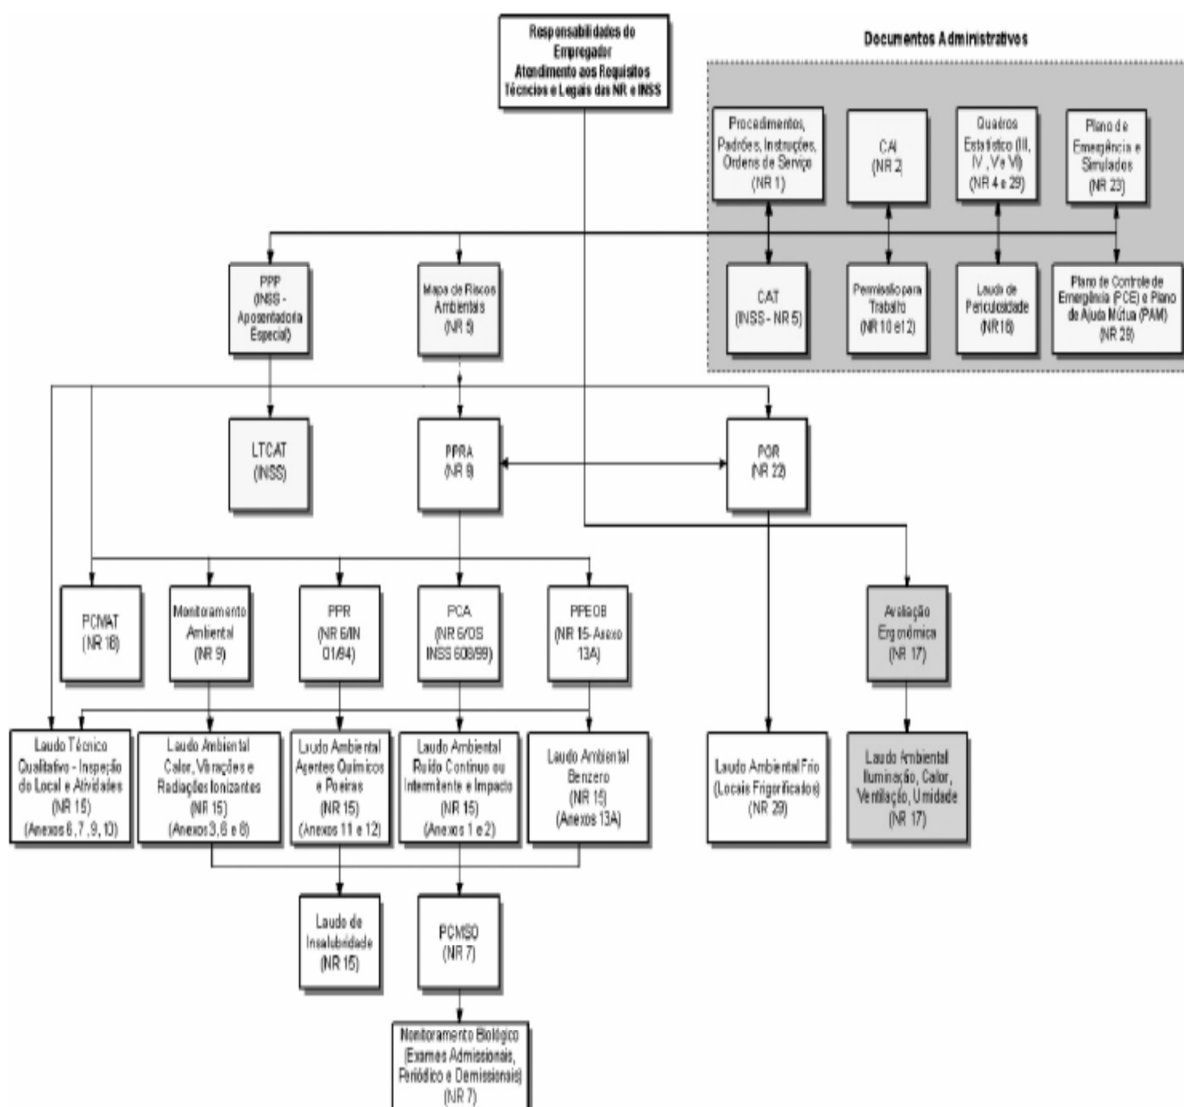 Responsabilidades do
Empregador
Atendimento aos Requisitos
Técncios e Legais das NR e INSS
Documentos Administrativos
Procedimentos,
Padrões, Instruções,
Ordens de Serviço
(NR 1)
CAI
(NR 2)
Quadros
Estatístico (III,
IV , V e VI)
(NR 4 e 29)
Plano de
Emergência e
Simulados
(NR 23)
PPP
(INSS -
Aposentadoria
Especial)
Mapa de Riscos
Ambientais
(NR 5)
CAT
(INSS - NR 5)
Permissão para
Trabalho
(NR 10 e 12)
Laudo de
Periculosidade
(NR 16)
Plano de Controle de
Emergência (PCE) e Plano
de Ajuda Mútua (PAM)
(NR 29)
LTCAT
(INSS)
PPRA
(NR 9)
PGR
(NR 22)
PCMAT
(NR 18)
Monitoramento
Ambiental
(NR 9)
PPR
(NR 6/IN
01/94)
PCA
(NR 6/OS
INSS 608/99)
PPEOB
(NR 15- Anexo
13A)
Avaliação
Ergonômica
(NR 17)
Laudo Técnico
Qualitativo - Inspeção
do Local e Atividades
(NR 15)
(Anexos 6, 7 , 9, 10)
Laudo Ambiental
Calor, Vibrações e
Radiações Ionizantes
(NR 15)
(Anexos 3, 6 e 8)
Laudo Ambiental
Agentes Químicos
e Poeiras
(NR 15)
(Anexos 11 e 12)
Laudo Ambiental
Ruído Contínuo ou
Intermitente e Impacto
(NR 15)
(Anexos 1 e 2)
Laudo Ambiental
Benzeno
(NR 15)
(Anexos 13A)
Laudo Ambiental Frio
(Locais Frigorificados)
(NR 29)
Laudo Ambiental
Iluminação, Calor,
Ventilação, Umidade
(NR 17)
Laudo de
Insalubridade
(NR 15)
PCMSO
(NR 7)
Monitoramento Biológico
(Exames Admissionais,
Periódico e Demissionais)
(NR 7)